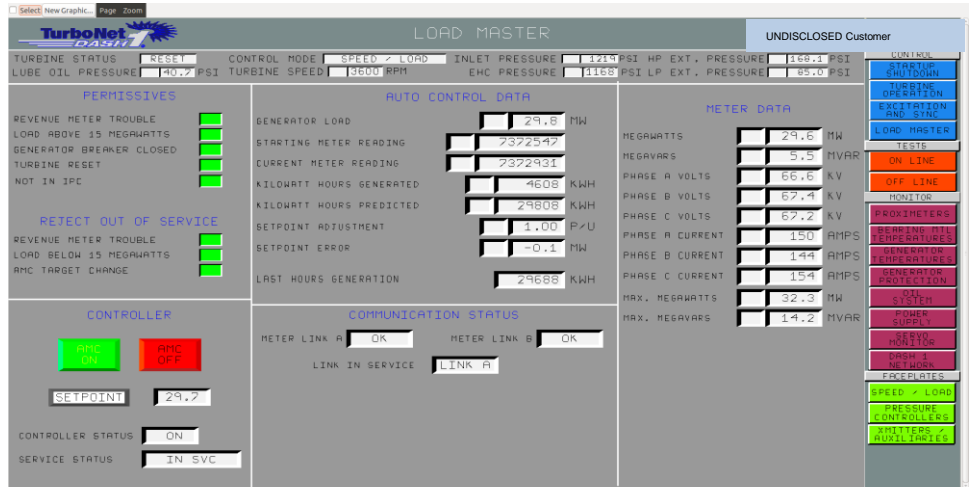 Select New Graphic... Page Zoom
TurboNet
DASH 1
LOAD MASTER
UNDISCLOSED Customer
TURBINE STATUS RESET CONTROL MODE SPEED / LOAD INLET PRESSURE 1219 PSI HP EXT. PRESSURE 168.1 PSI
LUBE OIL PRESSURE 40.7 PSI TURBINE SPEED 3600 RPM EHC PRESSURE 1168 PSI LP EXT. PRESSURE 85.0 PSI
PERMISSIVES
REVENUE METER TROUBLE
LOAD ABOVE 15 MEGAWATTS
GENERATOR BREAKER CLOSED
TURBINE RESET
NOT IN IPC
REJECT OUT OF SERVICE
REVENUE METER TROUBLE
LOAD BELOW 15 MEGAWATTS
AMC TARGET CHANGE
CONTROLLER
AMC ON
AMC OFF
SETPOINT 29.7
CONTROLLER STATUS ON
SERVICE STATUS IN SVC
AUTO CONTROL DATA
GENERATOR LOAD 29.8 MW
STARTING METER READING 7372547
CURRENT METER READING 7372931
KILOWATT HOURS GENERATED 4608 KWH
KILOWATT HOURS PREDICTED 29808 KWH
SETPOINT ADJUSTMENT 1.00 P/U
SETPOINT ERROR -0.1 MW
LAST HOURS GENERATION 29688 KWH
COMMUNICATION STATUS
METER LINK A OK METER LINK B OK
LINK IN SERVICE LINK A
METER DATA
MEGAWATTS 29.6 MW
MEGAVARS 5.5 MVAR
PHASE A VOLTS 66.6 KV
PHASE B VOLTS 67.4 KV
PHASE C VOLTS 67.2 KV
PHASE A CURRENT 150 AMPS
PHASE B CURRENT 144 AMPS
PHASE C CURRENT 154 AMPS
MAX. MEGAWATTS 32.3 MW
MAX. MEGAVARS 14.2 MVAR
CONTROL
STARTUP
SHUTDOWN
TURBINE
OPERATION
EXCITATION
AND SYNC
LOAD MASTER
TESTS
ON LINE
OFF LINE
MONITOR
PROXIMETERS
BEARING MTL
TEMPERATURES
GENERATOR
TEMPERATURES
GENERATOR
PROTECTION
OIL
SYSTEM
POWER
SUPPLY
SERVO
MONITOR
DASH 1
NETWORK
FACEPLATES
SPEED / LOAD
PRESSURE
CONTROLLERS
XMITTERS /
AUXILIARIES